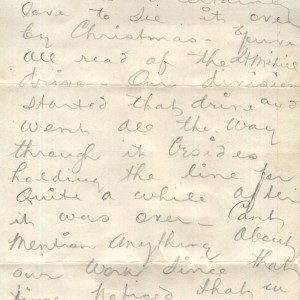 love to see it over
by Christmas - You've
all read of the St Mihiel
drive. Our division
started that drive and
went all the way
through it besides
holding the line for
quite a while after
it was over - Can't
mention anything about
our work since that
time. Noticed that